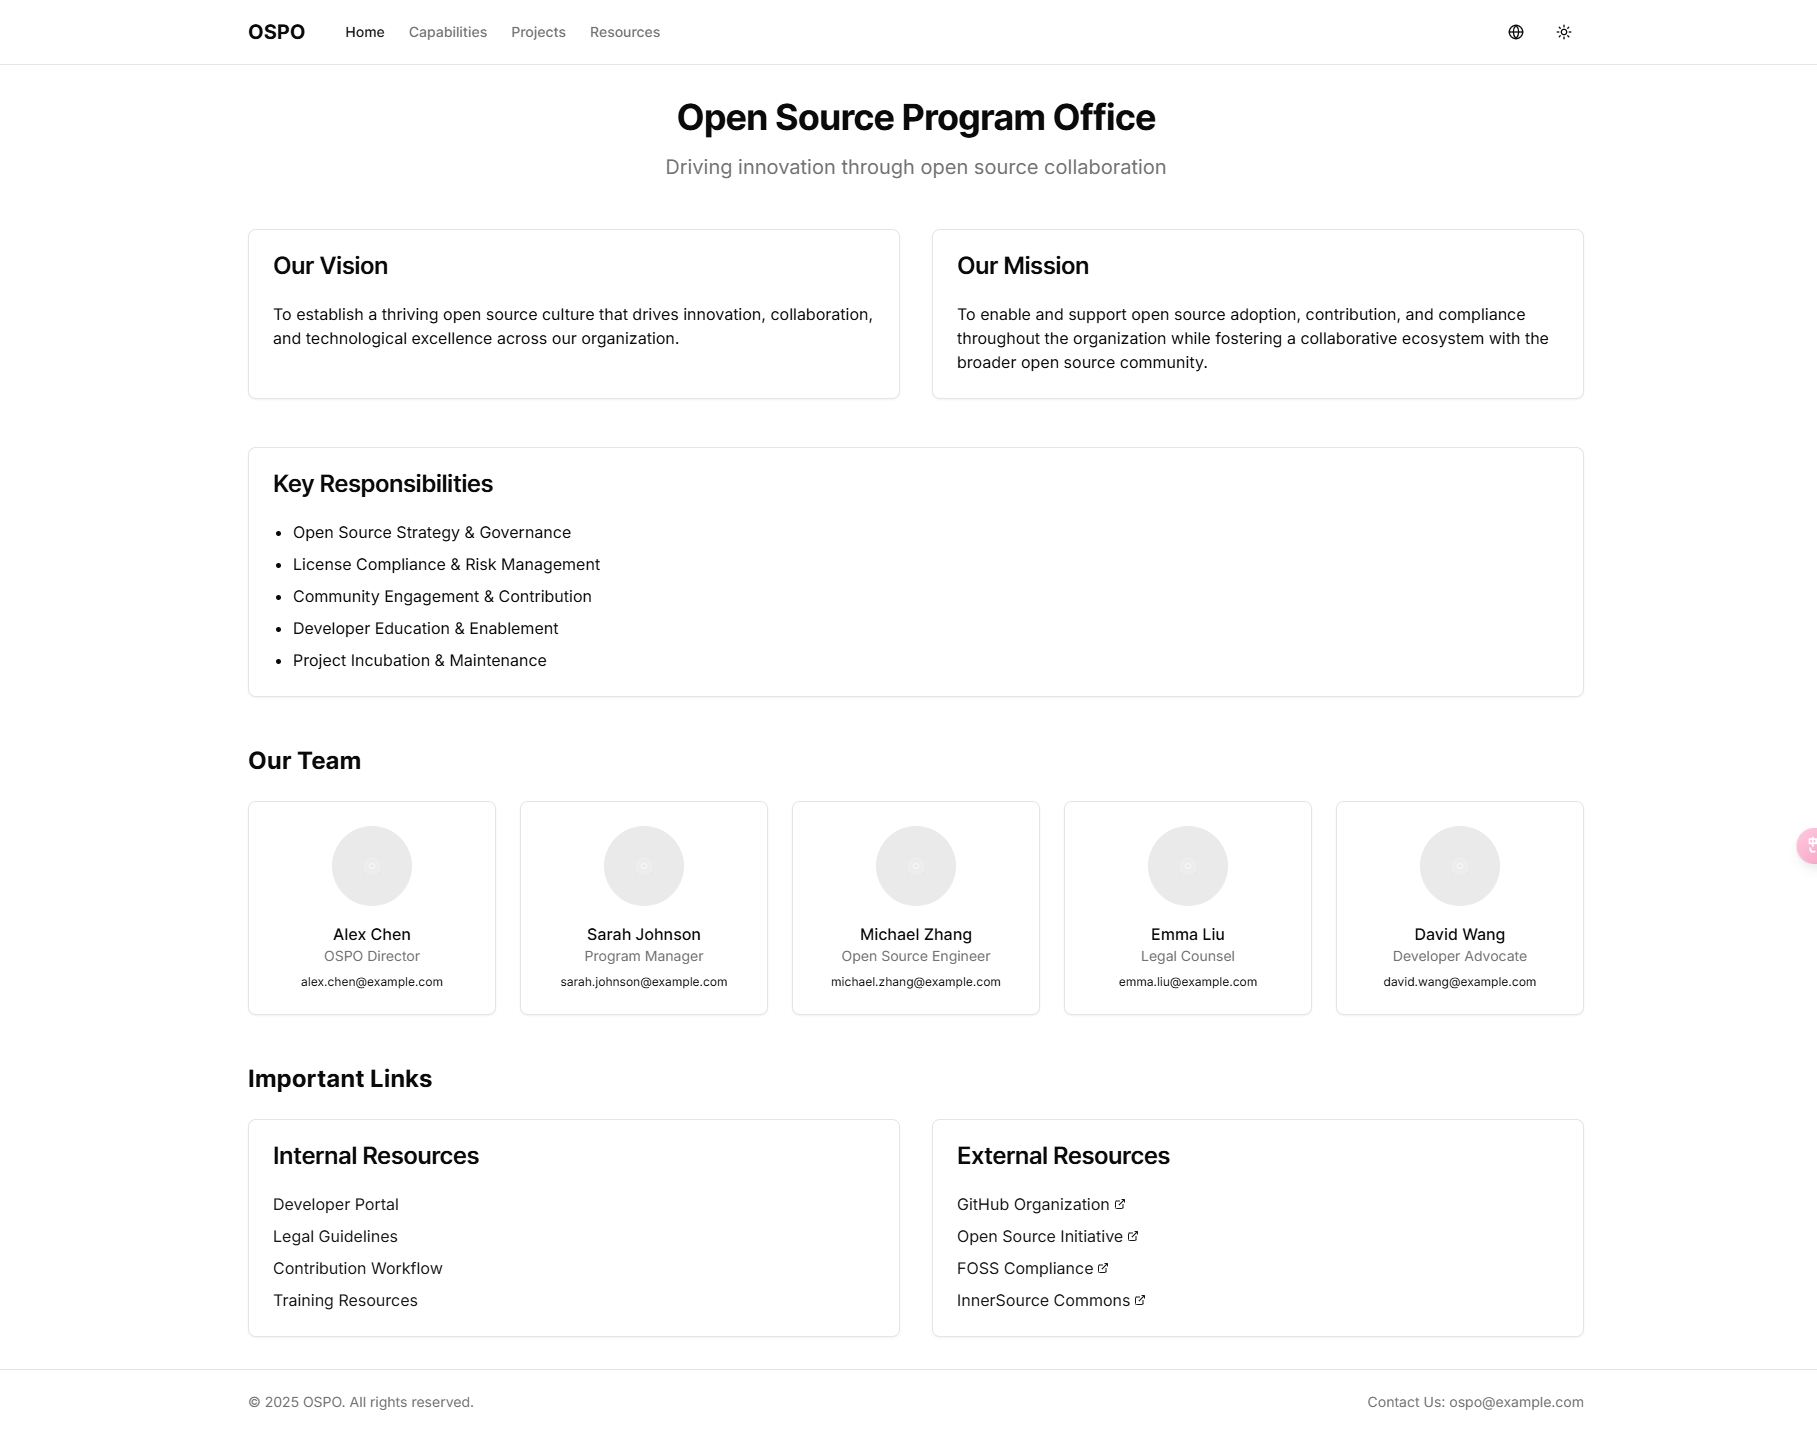 OSPO
Home
Capabilities
Projects
Resources
Open Source Program Office
Driving innovation through open source collaboration
Our Vision
To establish a thriving open source culture that drives innovation, collaboration,
and technological excellence across our organization.
Our Mission
To enable and support open source adoption, contribution, and compliance
throughout the organization while fostering a collaborative ecosystem with the
broader open source community.
Key Responsibilities
• Open Source Strategy & Governance
• License Compliance & Risk Management
• Community Engagement & Contribution
• Developer Education & Enablement
• Project Incubation & Maintenance
Our Team
Alex Chen
OSPO Director
alex.chen@example.com
Sarah Johnson
Program Manager
sarah.johnson@example.com
Michael Zhang
Open Source Engineer
michael.zhang@example.com
Emma Liu
Legal Counsel
emma.liu@example.com
David Wang
Developer Advocate
david.wang@example.com
Important Links
Internal Resources
Developer Portal
Legal Guidelines
Contribution Workflow
Training Resources
External Resources
GitHub Organization
Open Source Initiative
FOSS Compliance
InnerSource Commons
© 2025 OSPO. All rights reserved.
Contact Us: ospo@example.com